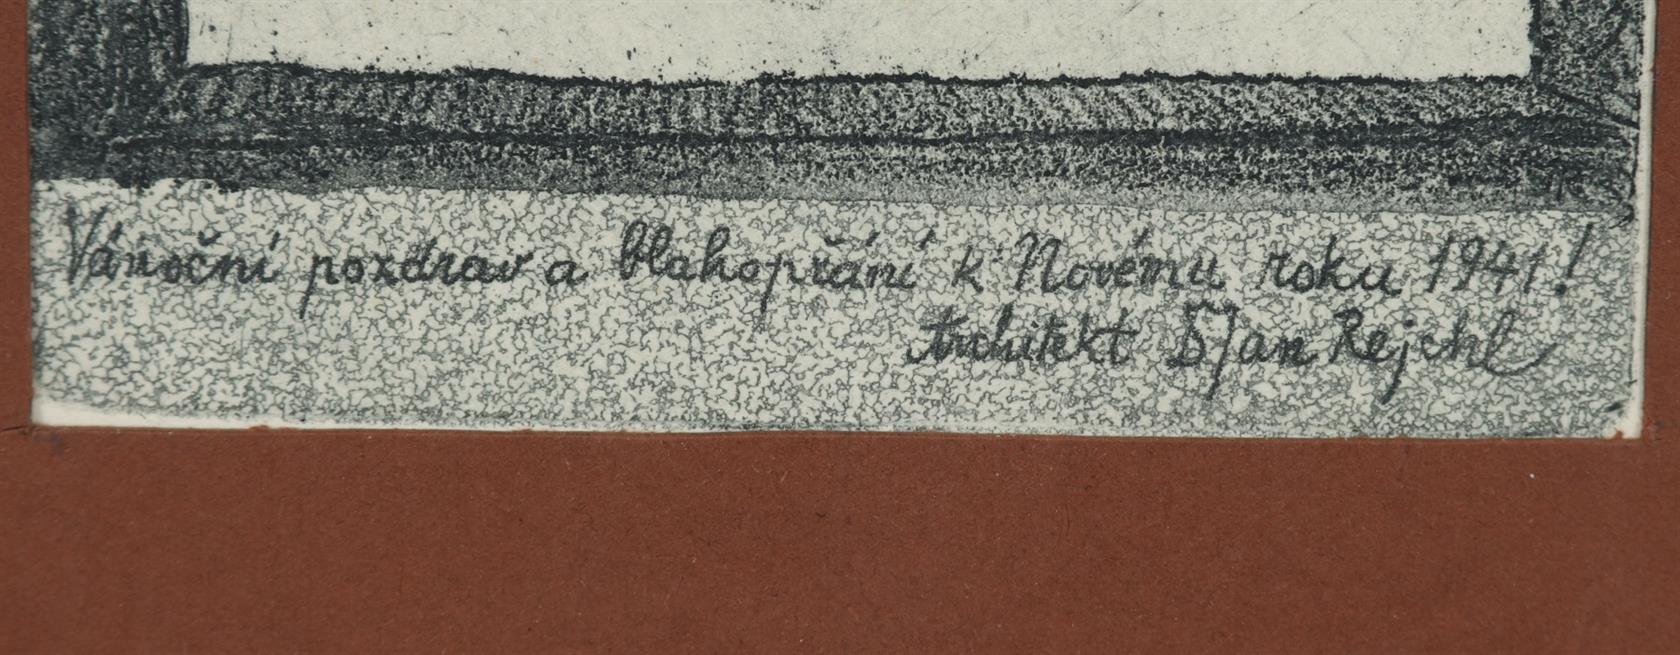 Vánoční pozdrav a blahopřání k Novému roku 1941!
Architekt Jan Rejchl